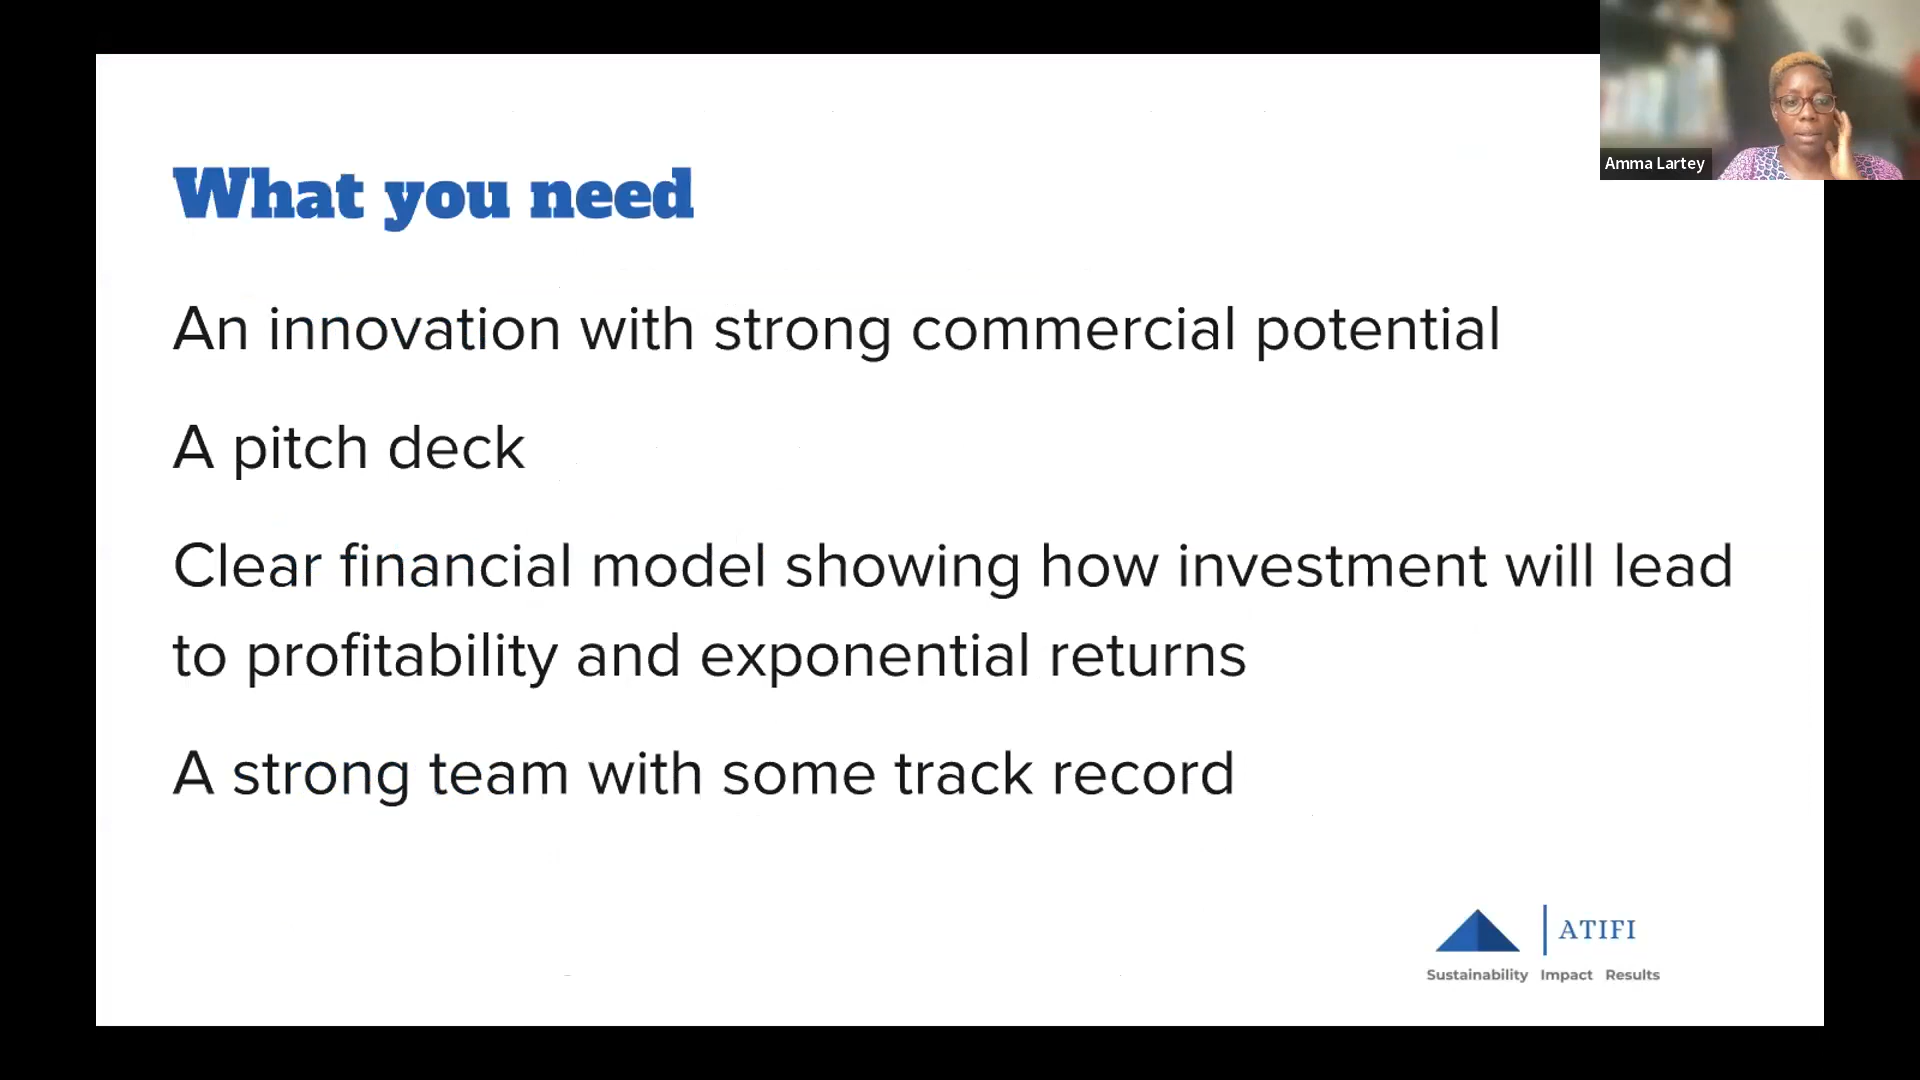 Amma Lartey
What you need
An innovation with strong commercial potential
A pitch deck
Clear financial model showing how investment will lead
to profitability and exponential returns
A strong team with some track record
ATIFI
Sustainability Impact Results